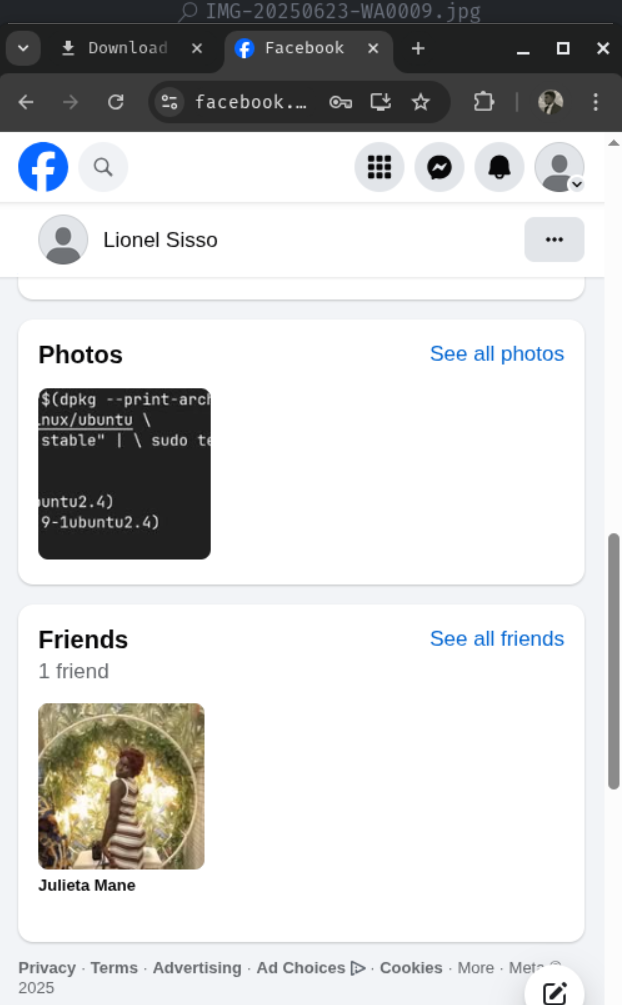 IMG-20250623-WA0009.jpg
Download
Facebook
facebook....
Lionel Sisso
Photos
See all photos
$(dpkg --print-arch
inux/ubuntu \
stable" | \ sudo te
untu2.4)
9-1ubuntu2.4)
Friends
See all friends
1 friend
Julieta Mane
Privacy · Terms · Advertising · Ad Choices · Cookies · More · Meta ©
2025